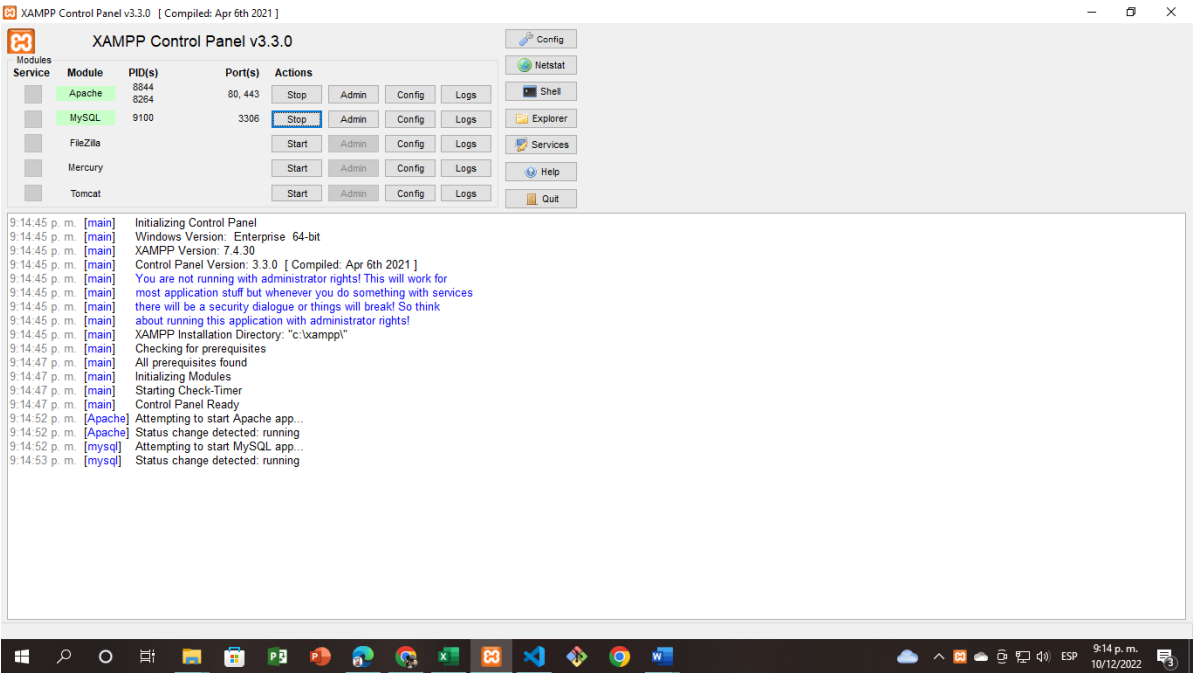 XAMPP Control Panel v3.3.0 [ Compiled: Apr 6th 2021 ]
XAMPP Control Panel v3.3.0
Config
Modules
Netstat
Service Module PID(s) Port(s) Actions
Apache 8844 8264 80, 443 Stop Admin Config Logs
Shell
MySQL 9100 3306 Stop Admin Config Logs
Explorer
FileZilla Start Admin Config Logs
Services
Mercury Start Admin Config Logs
Help
Tomcat Start Admin Config Logs
Quit
9:14:45 p. m. [main] Initializing Control Panel
9:14:45 p. m. [main] Windows Version: Enterprise 64-bit
9:14:45 p. m. [main] XAMPP Version: 7.4.30
9:14:45 p. m. [main] Control Panel Version: 3.3.0 [ Compiled: Apr 6th 2021 ]
9:14:45 p. m. [main] You are not running with administrator rights! This will work for
9:14:45 p. m. [main] most application stuff but whenever you do something with services
9:14:45 p. m. [main] there will be a security dialogue or things will break! So think
9:14:45 p. m. [main] about running this application with administrator rights!
9:14:45 p. m. [main] XAMPP Installation Directory: "c:\xampp\"
9:14:45 p. m. [main] Checking for prerequisites
9:14:47 p. m. [main] All prerequisites found
9:14:47 p. m. [main] Initializing Modules
9:14:47 p. m. [main] Starting Check-Timer
9:14:47 p. m. [main] Control Panel Ready
9:14:52 p. m. [Apache] Attempting to start Apache app...
9:14:52 p. m. [Apache] Status change detected: running
9:14:52 p. m. [mysql] Attempting to start MySQL app...
9:14:53 p. m. [mysql] Status change detected: running
ESP
9:14 p. m.
10/12/2022
3